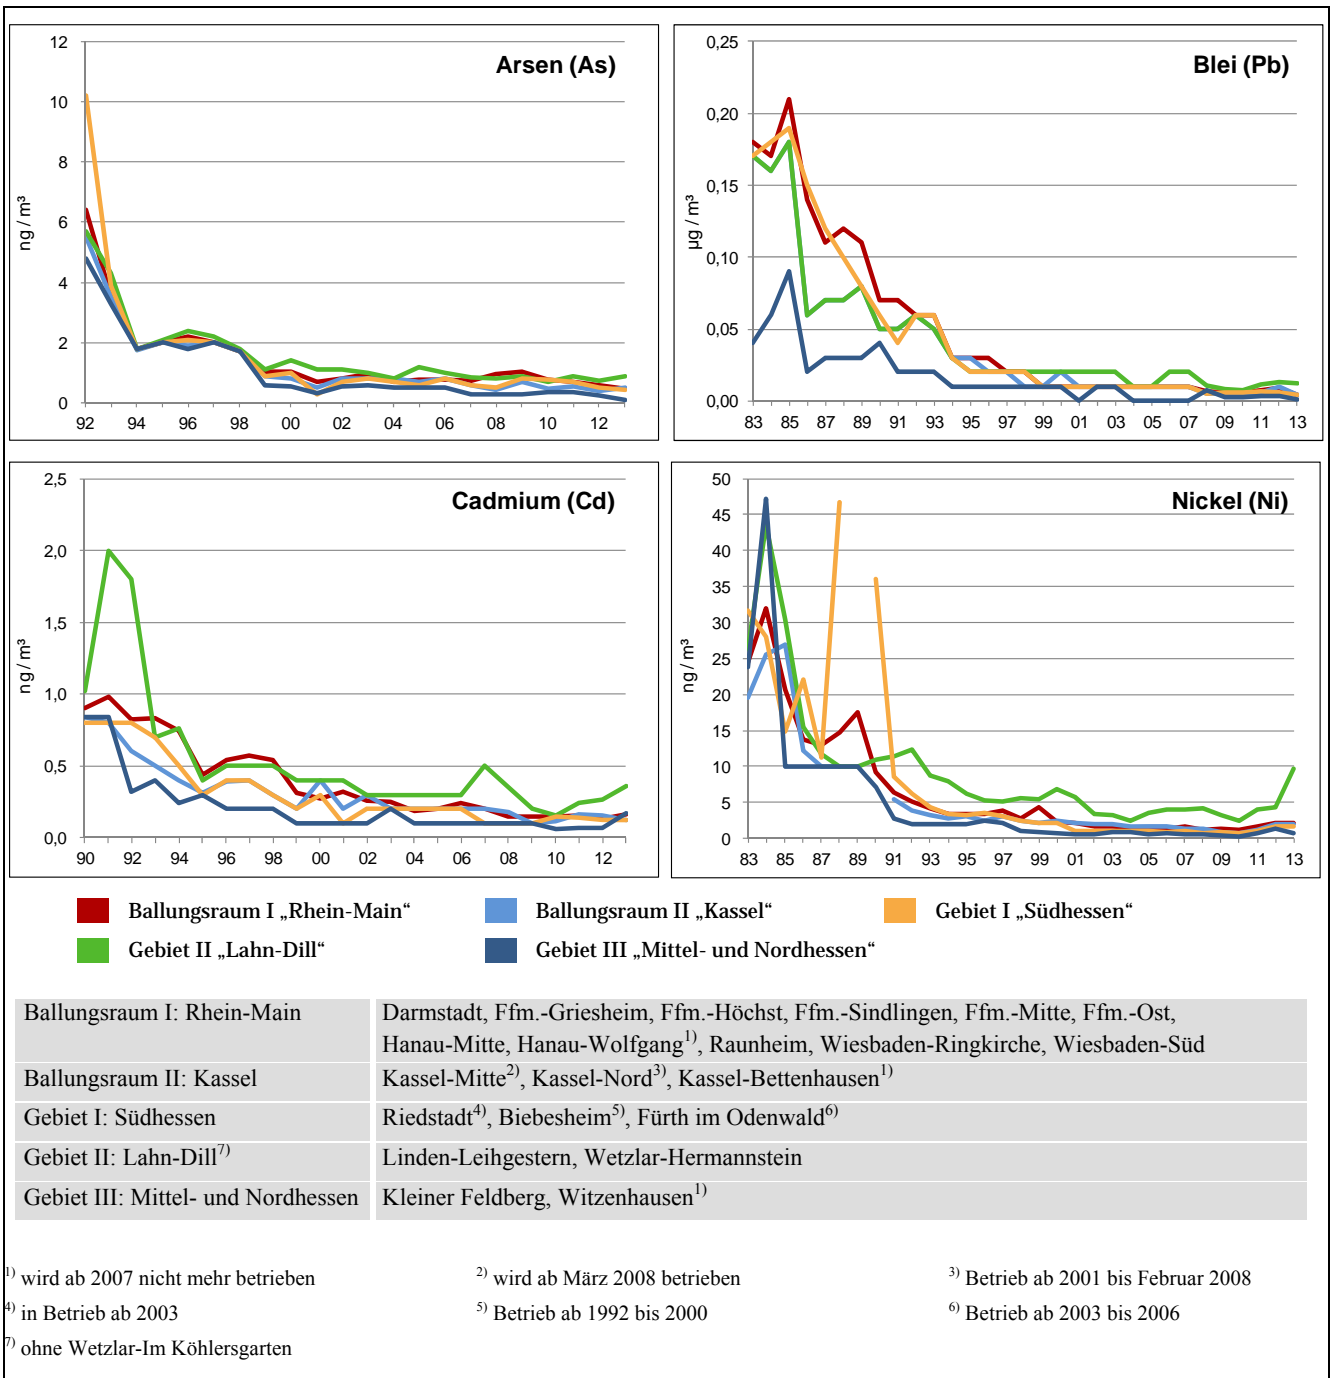 Arsen (As)
12
10
8
6
4
2
0
ng / m³
92 94 96 98 00 02 04 06 08 10 12
Blei (Pb)
0,25
0,20
0,15
0,10
0,05
0,00
µg / m³
83 85 87 89 91 93 95 97 99 01 03 05 07 09 11 13
Cadmium (Cd)
2,5
2,0
1,5
1,0
0,5
0,0
ng / m³
90 92 94 96 98 00 02 04 06 08 10 12
Nickel (Ni)
50
45
40
35
30
25
20
15
10
5
0
ng / m³
83 85 87 89 91 93 95 97 99 01 03 05 07 09 11 13
Ballungsraum I „Rhein-Main“ Ballungsraum II „Kassel“ Gebiet I „Südhessen“
Gebiet II „Lahn-Dill“ Gebiet III „Mittel- und Nordhessen“
Ballungsraum I: Rhein-Main Darmstadt, Ffm.-Griesheim, Ffm.-Höchst, Ffm.-Sindlingen, Ffm.-Mitte, Ffm.-Ost,
Hanau-Mitte, Hanau-Wolfgang1), Raunheim, Wiesbaden-Ringkirche, Wiesbaden-Süd
Ballungsraum II: Kassel Kassel-Mitte2), Kassel-Nord3), Kassel-Bettenhausen1)
Gebiet I: Südhessen Riedstadt4), Biebesheim5), Fürth im Odenwald6)
Gebiet II: Lahn-Dill7) Linden-Leihgestern, Wetzlar-Hermannstein
Gebiet III: Mittel- und Nordhessen Kleiner Feldberg, Witzenhausen1)
1) wird ab 2007 nicht mehr betrieben 2) wird ab März 2008 betrieben 3) Betrieb ab 2001 bis Februar 2008
4) in Betrieb ab 2003 5) Betrieb ab 1992 bis 2000 6) Betrieb ab 2003 bis 2006
7) ohne Wetzlar-Im Köhlersgarten